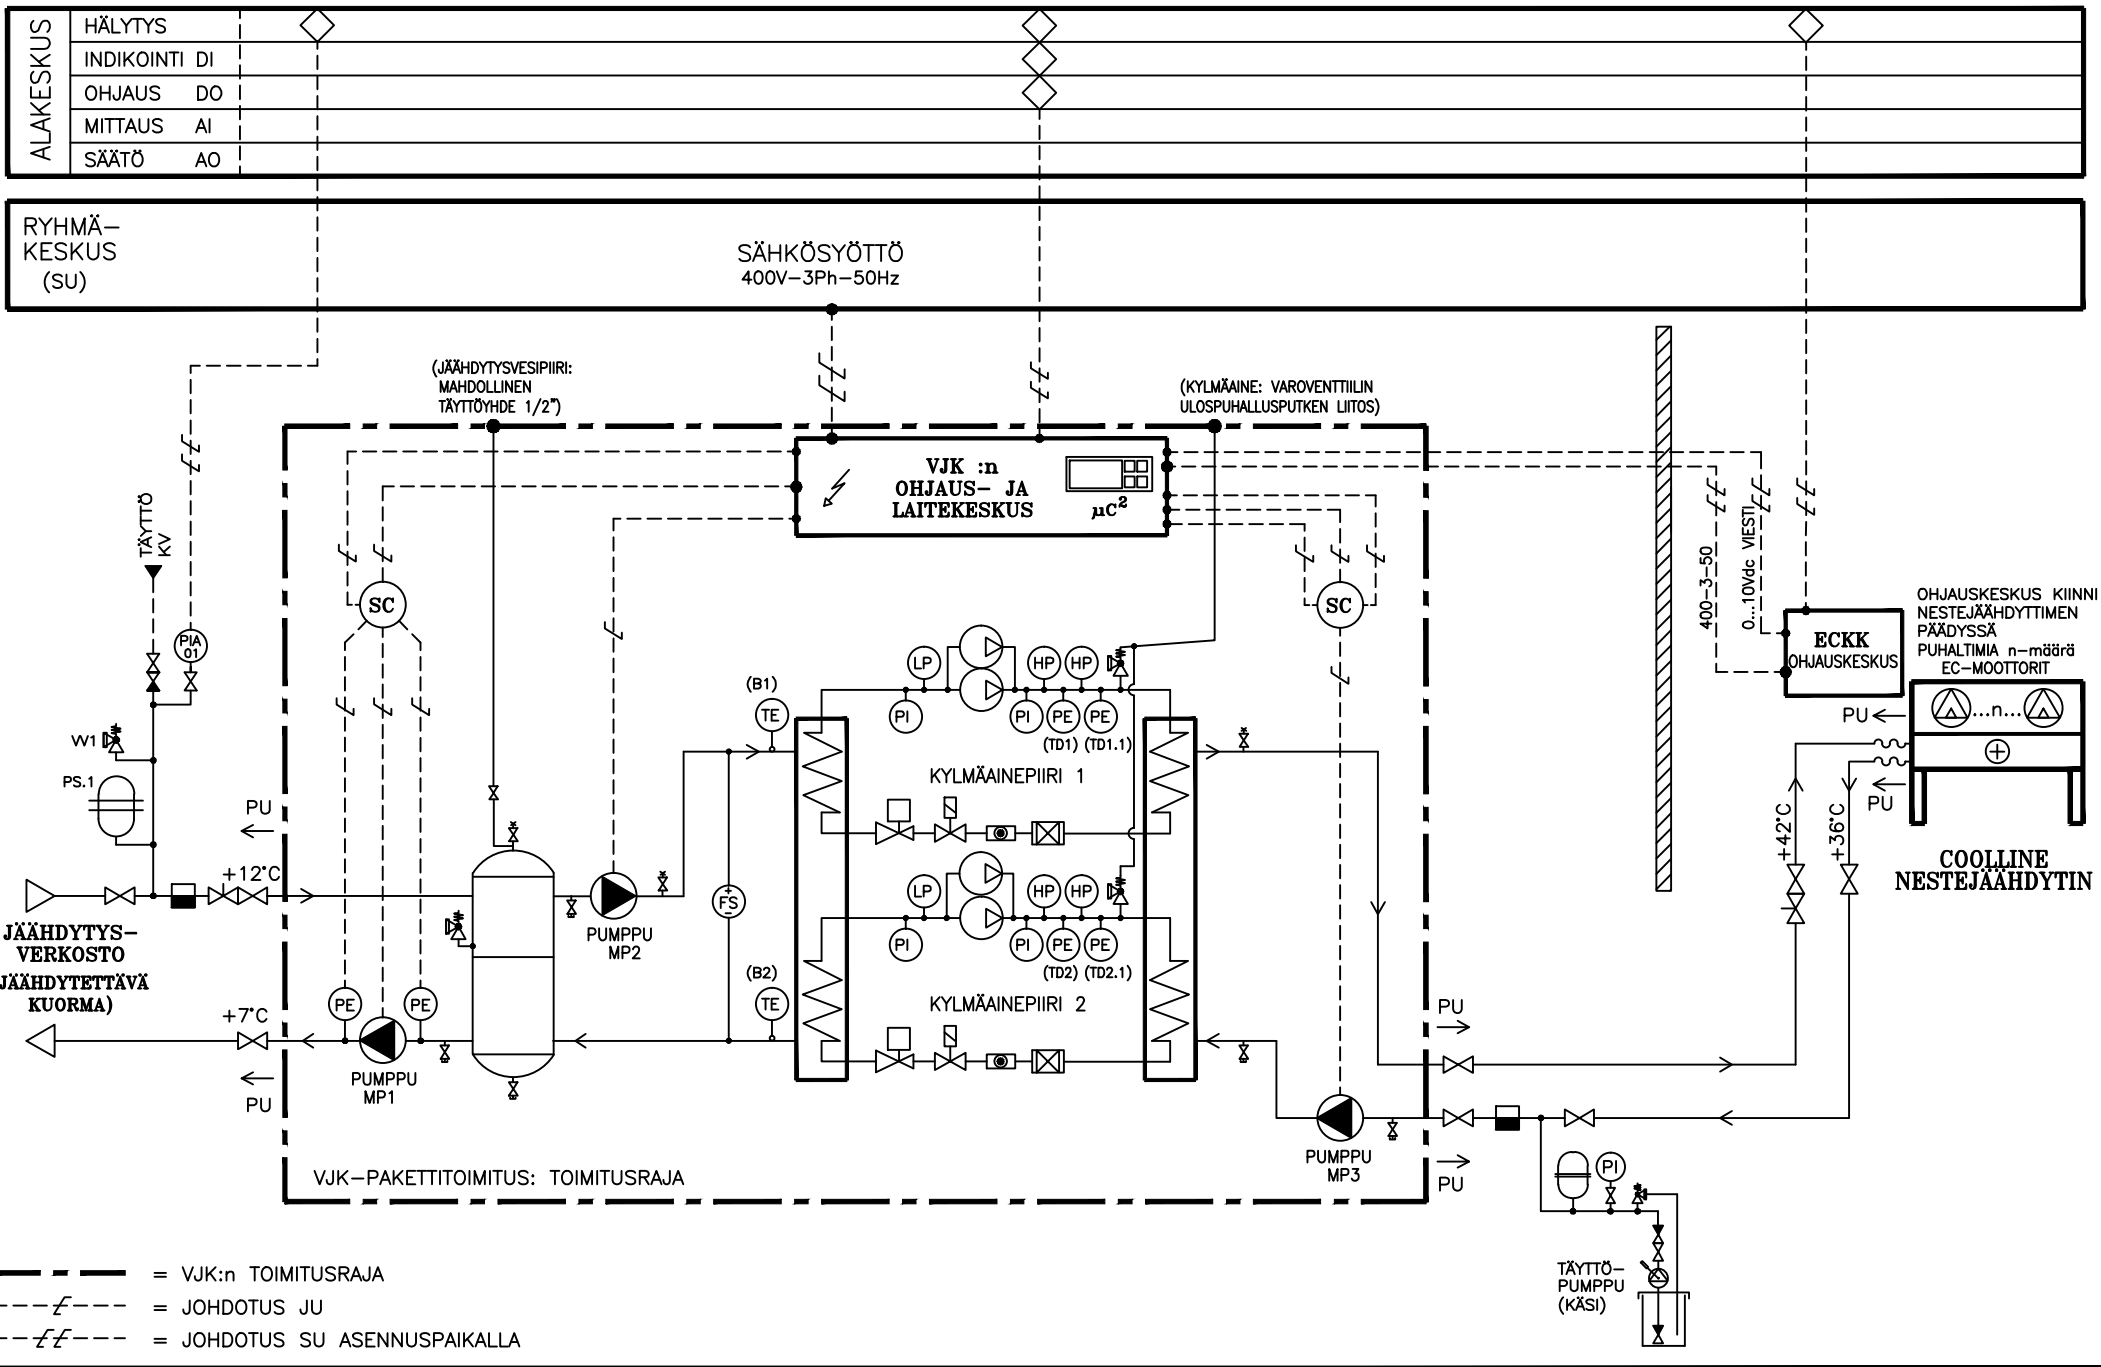 ALAKESKUS
HÄLYTYS
INDIKOINTI DI
OHJAUS DO
MITTAUS AI
SÄÄTÖ AO
RYHMÄ-
KESKUS
(SU)
SÄHKÖSYÖTTÖ
400V-3Ph-50Hz
(JÄÄHDYTYSVESIPIIRI:
MAHDOLLINEN
TÄYTTÖYHDE 1/2")
(KYLMÄAINE: VAROVENTTIILIN
ULOSPUHALLUSPUTKEN LIITOS)
VJK :n
OHJAUS- JA
LAITEKESKUS
µC²
TÄYTTÖ
KV
PIA
01
VV1
PS.1
PU
+12°C
JÄÄHDYTYS-
VERKOSTO
JÄÄHDYTETTÄVÄ
KUORMA)
+7°C
PU
SC
PE
PE
PUMPPU
MP1
PUMPPU
MP2
FS
+
−
(B1)
TE
(B2)
TE
LP
HP
HP
PI
PI
PE
PE
(TD1) (TD1.1)
KYLMÄAINEPIIRI 1
LP
HP
HP
PI
PI
PE
PE
(TD2) (TD2.1)
KYLMÄAINEPIIRI 2
SC
PUMPPU
MP3
400-3-50
0...10Vdc VIESTI
ECKK
OHJAUSKESKUS
OHJAUSKESKUS KIINNI
NESTEJÄÄHDYTTIMEN
PÄÄDYSSÄ
PUHALTIMIA n-määrä
EC-MOOTTORIT
...n...
PU
PU
+42°C
+36°C
COOLLINE
NESTEJÄÄHDYTIN
PU
PU
PI
TÄYTTÖ-
PUMPPU
(KÄSI)
VJK-PAKETTITOIMITUS: TOIMITUSRAJA
= VJK:n TOIMITUSRAJA
= JOHDOTUS JU
= JOHDOTUS SU ASENNUSPAIKALLA